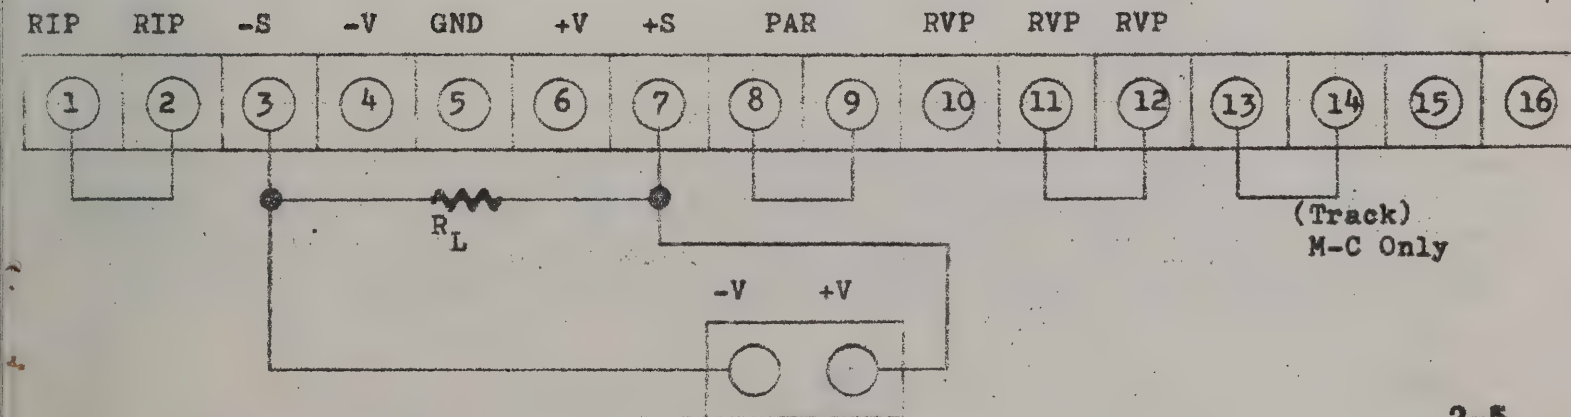 RIP RIP -S -V GND +V +S PAR RVP RVP RVP
1 2 3 4 5 6 7 8 9 10 11 12 13 14 15 16
RL
(Track)
M-C Only
-V +V